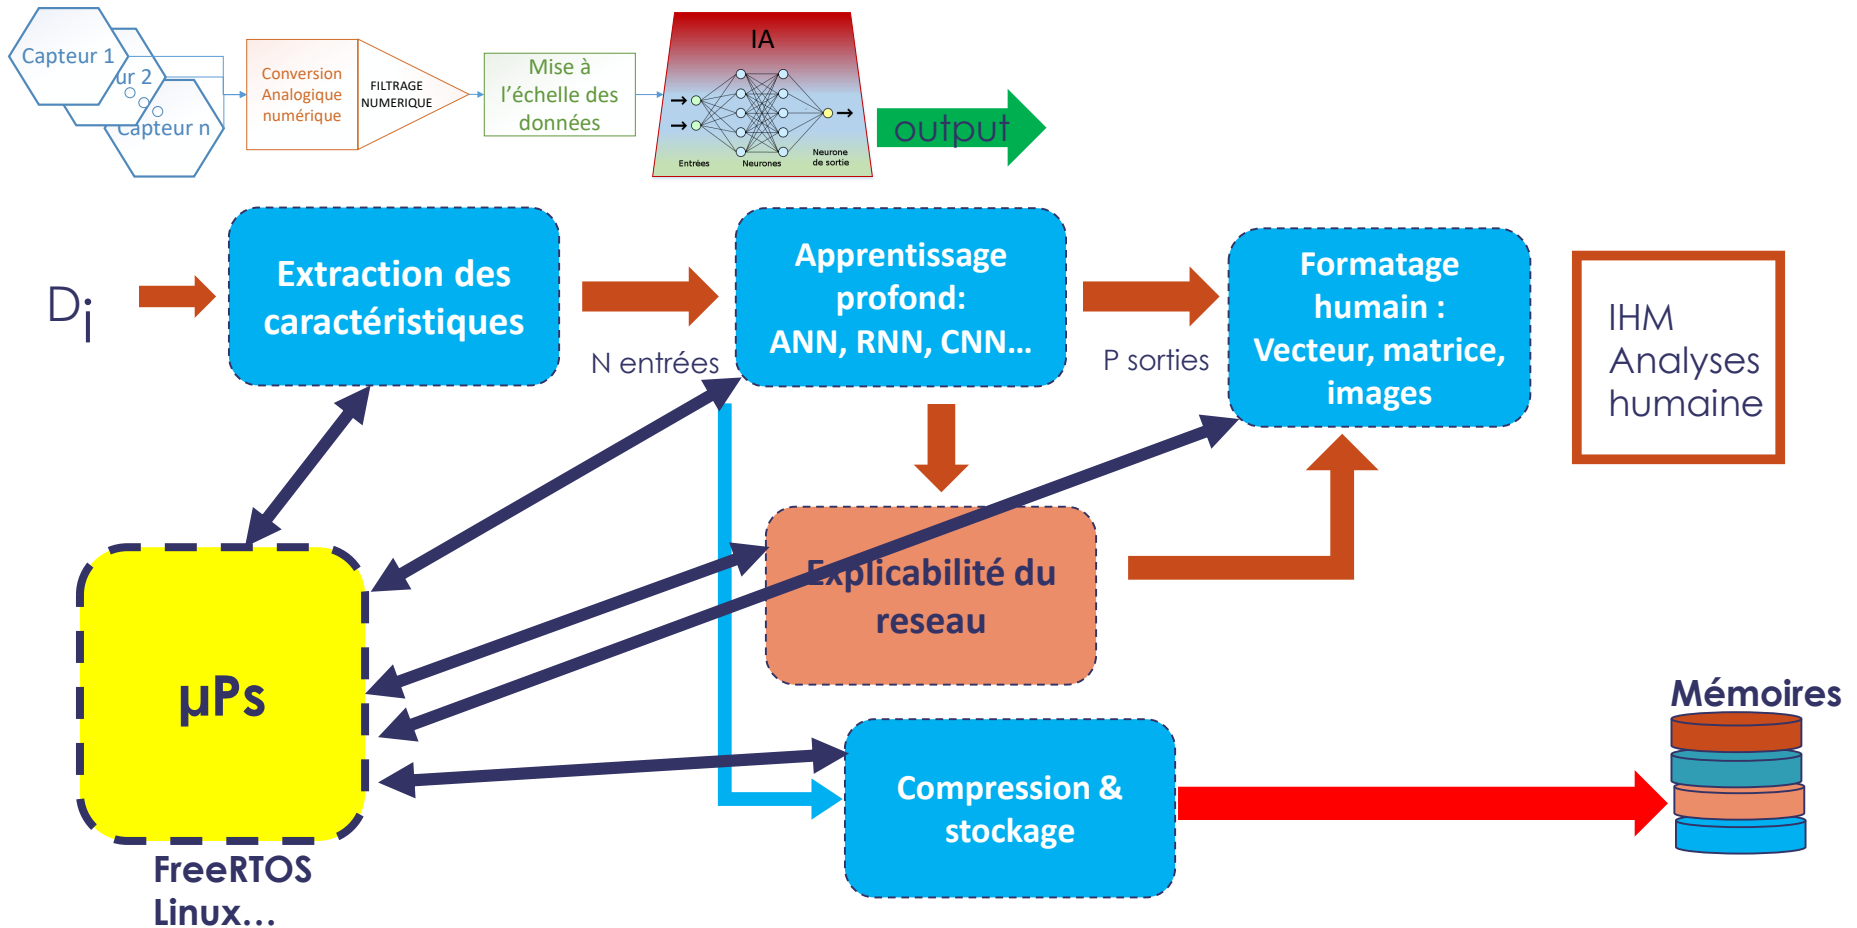 Capteur 1
ur 2
Capteur n
Conversion
Analogique
numérique
FILTRAGE
NUMERIQUE
Mise à
l'échelle des
données
IA
Entrées
Neurones
Neurone
de sortie
output
Di
Extraction des
caractéristiques
N entrées
Apprentissage
profond:
ANN, RNN, CNN...
P sorties
Formatage
humain :
Vecteur, matrice,
images
IHM
Analyses
humaine
Explicabilité du
reseau
µPs
FreeRTOS
Linux...
Compression &
stockage
Mémoires